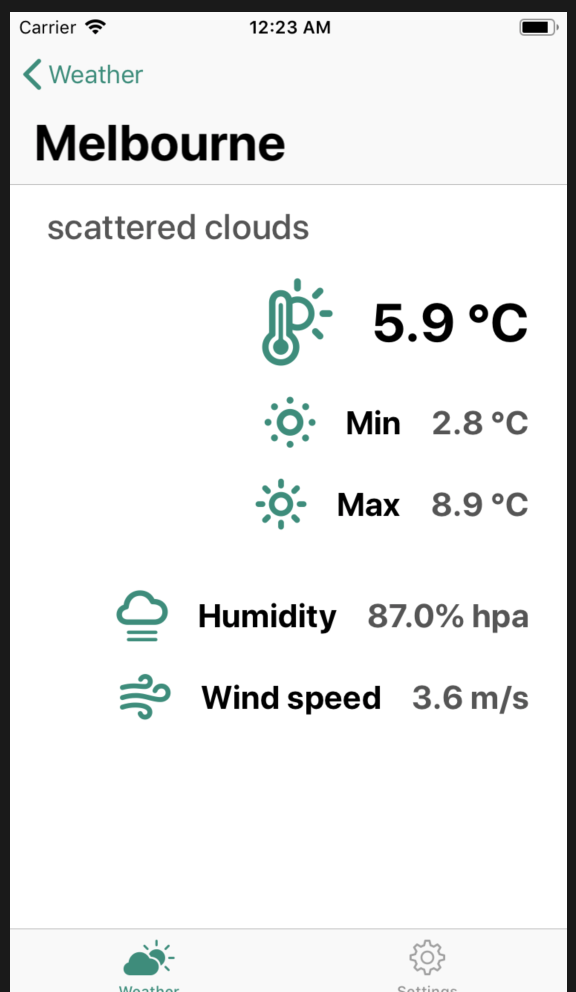 Carrier 12:23 AM
Weather
Melbourne
scattered clouds
5.9 °C
Min 2.8 °C
Max 8.9 °C
Humidity 87.0% hpa
Wind speed 3.6 m/s
Weather Settings